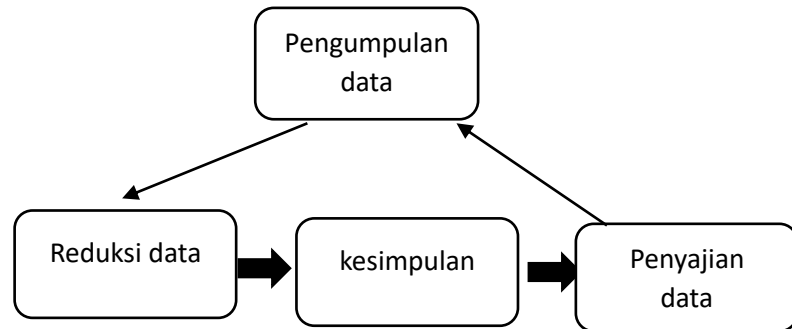 Pengumpulan
data
Reduksi data
kesimpulan
Penyajian
data